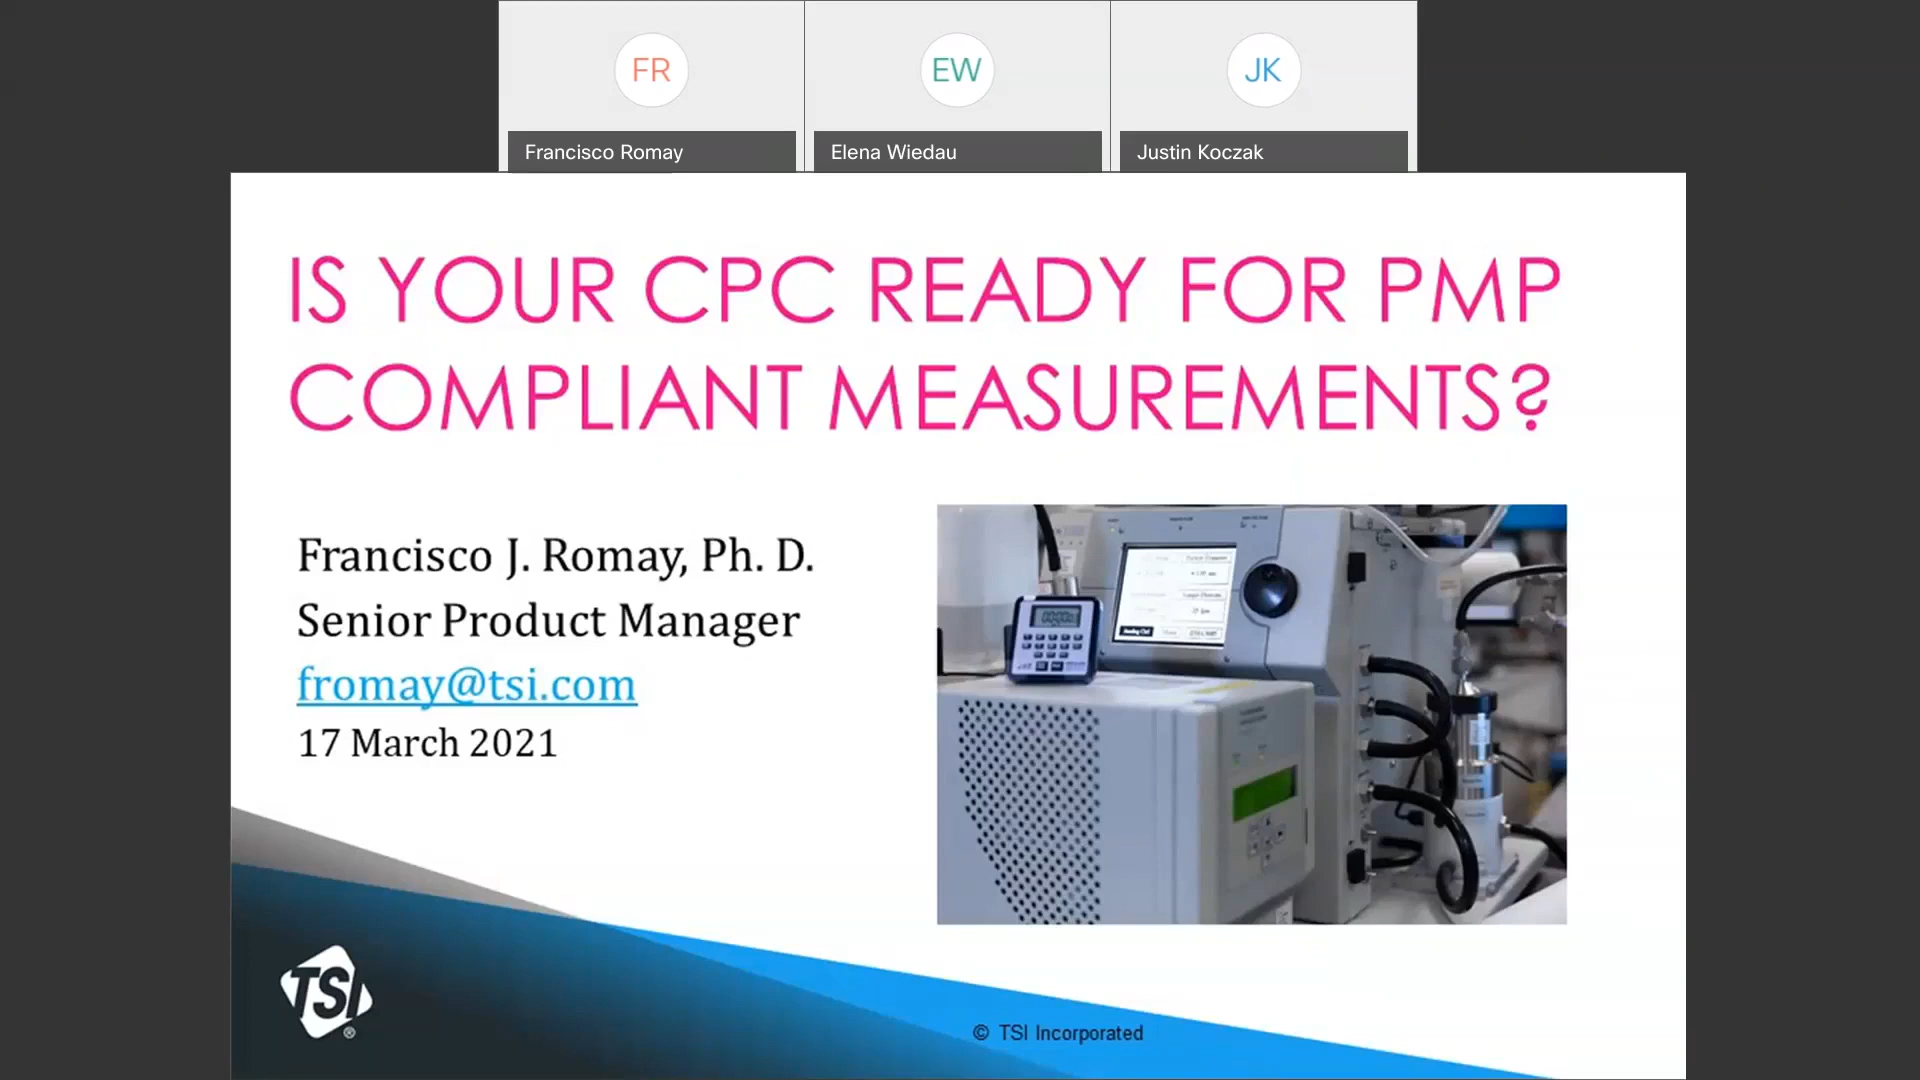 FR
EW
JK
Francisco Romay
Elena Wiedau
Justin Koczak
IS YOUR CPC READY FOR PMP
COMPLIANT MEASUREMENTS?
Francisco J. Romay, Ph. D.
Senior Product Manager
fromay@tsi.com
17 March 2021
TSI®
© TSI Incorporated